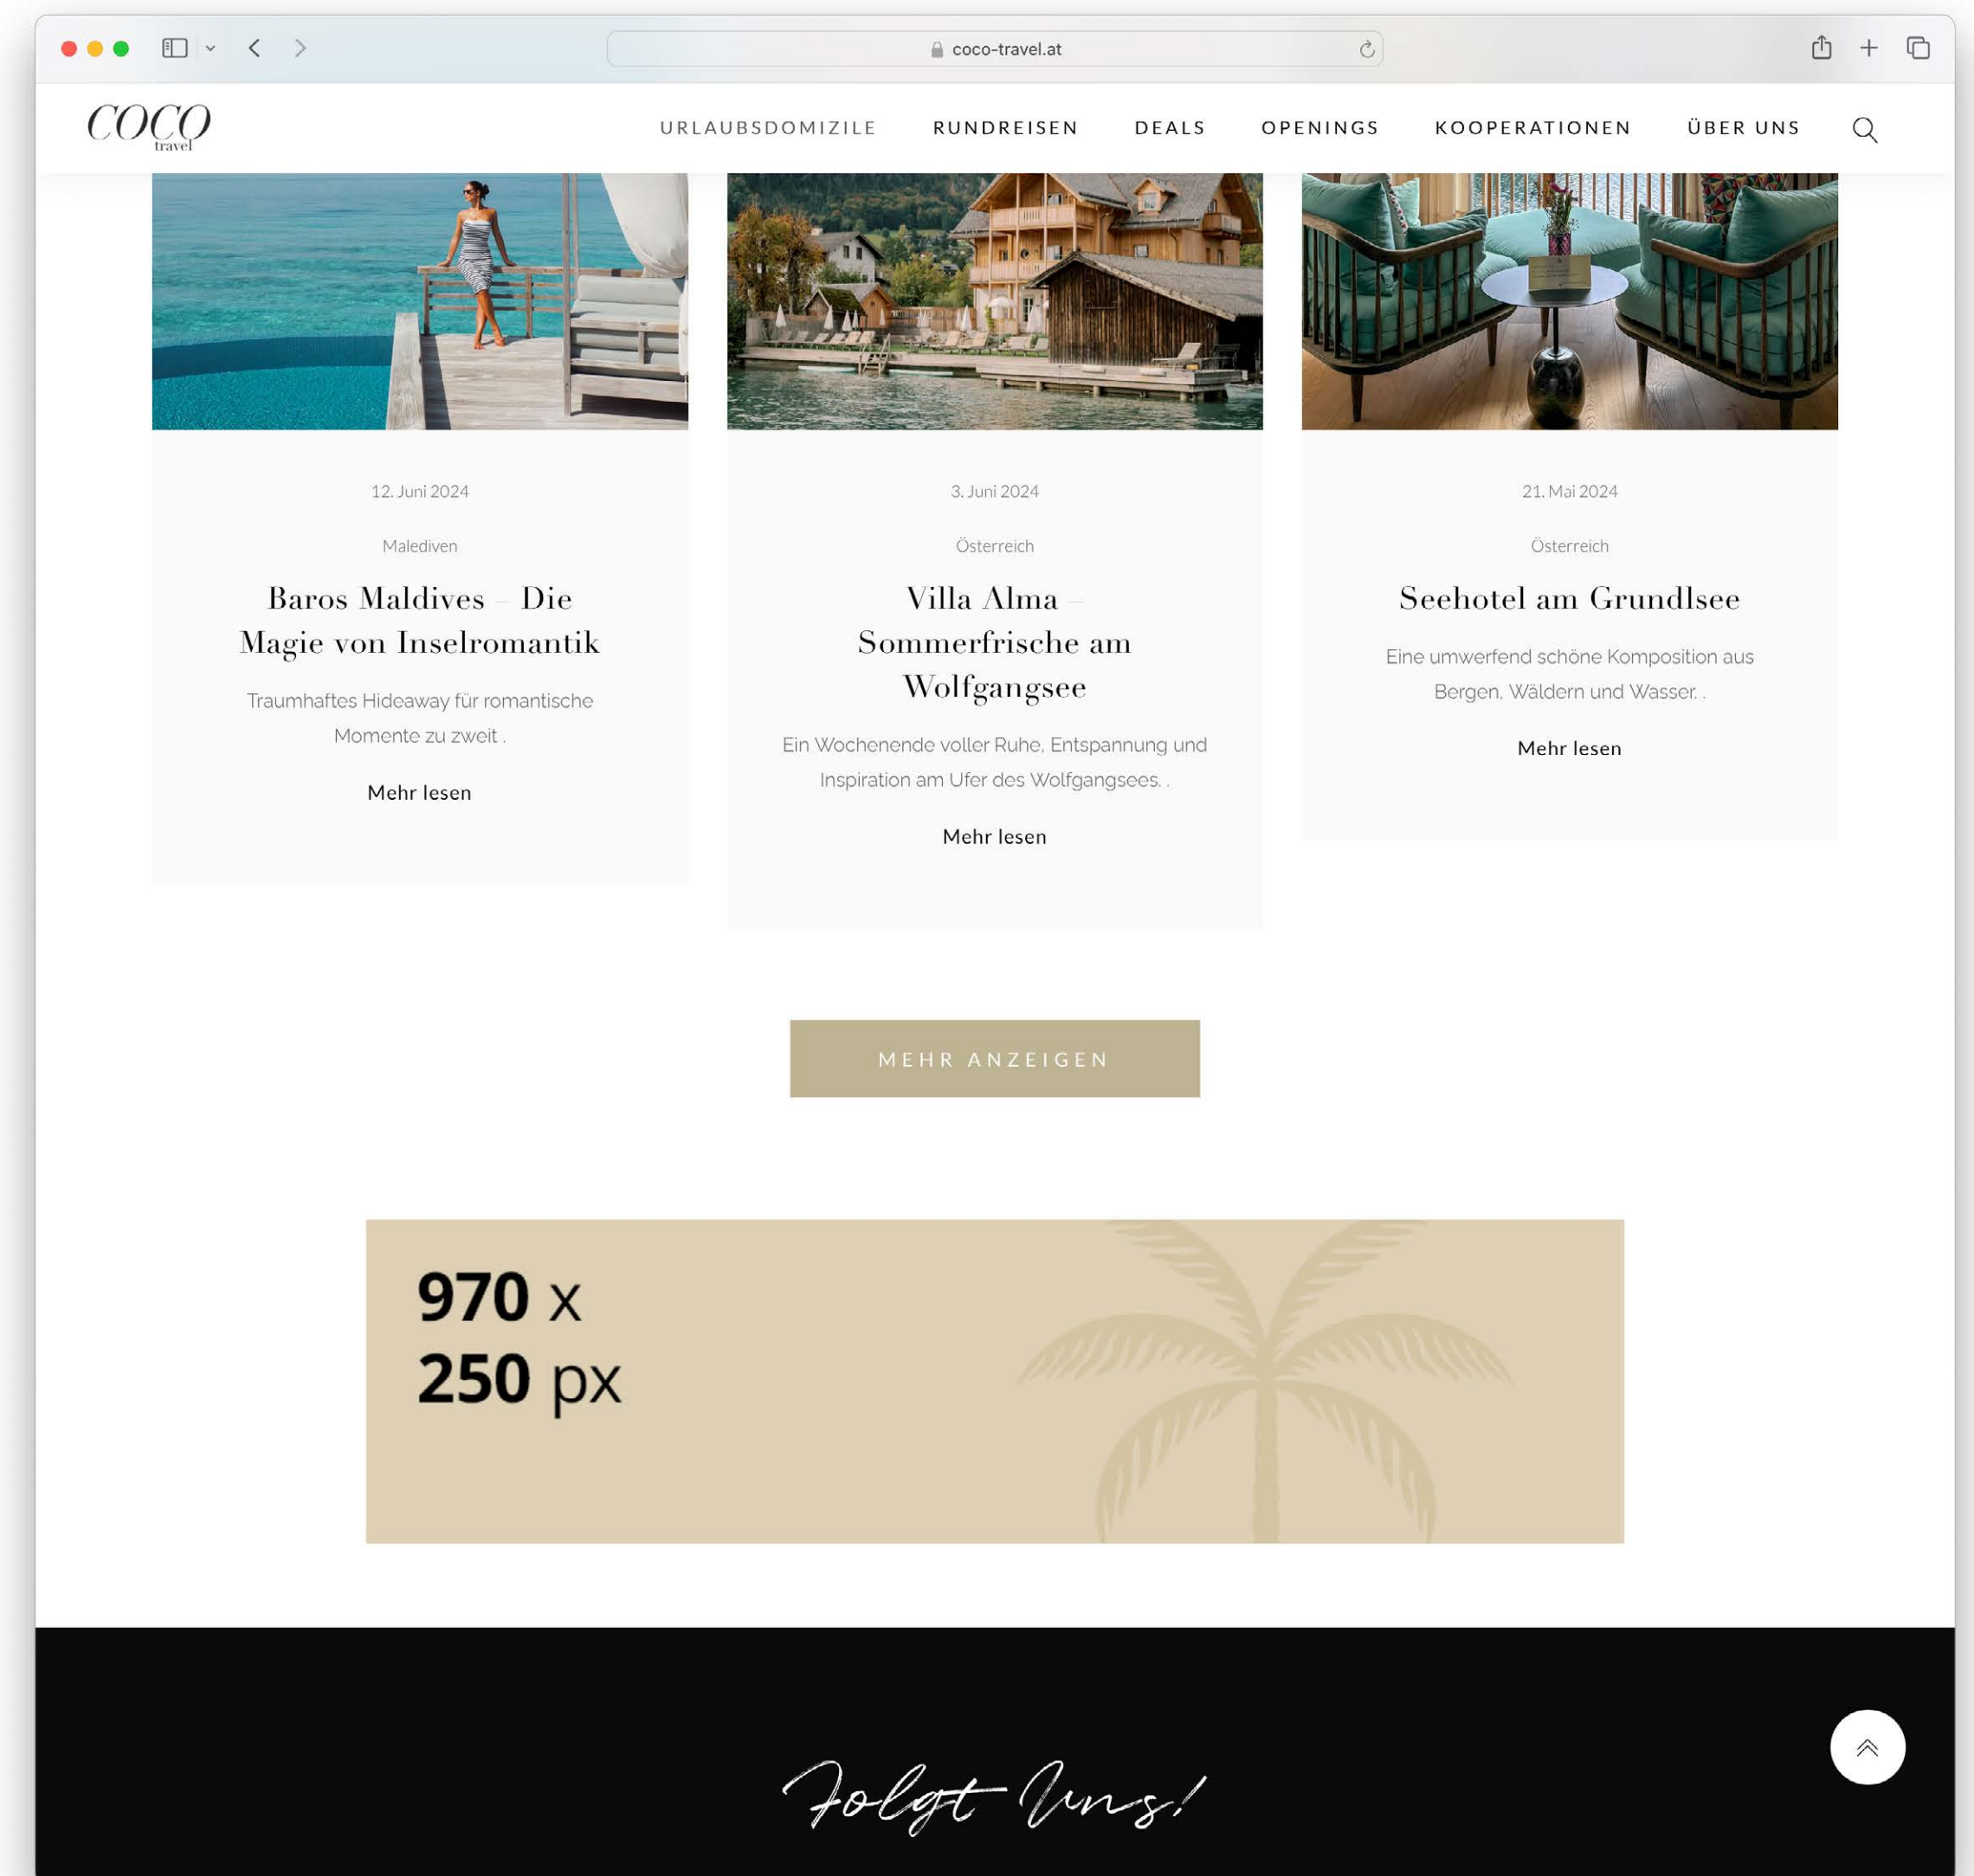 coco-travel.at
COCO
travel
URLAUBSDOMIZILE RUNDREISEN DEALS OPENINGS KOOPERATIONEN ÜBER UNS
12. Juni 2024
Malediven
Baros Maldives – Die
Magie von Inselromantik
Traumhaftes Hideaway für romantische
Momente zu zweit .
Mehr lesen
3. Juni 2024
Österreich
Villa Alma –
Sommerfrische am
Wolfgangsee
Ein Wochenende voller Ruhe, Entspannung und
Inspiration am Ufer des Wolfgangsees. .
Mehr lesen
21. Mai 2024
Österreich
Seehotel am Grundlsee
Eine umwerfend schöne Komposition aus
Bergen, Wäldern und Wasser. .
Mehr lesen
MEHR ANZEIGEN
970 x
250 px
Folgt Uns!